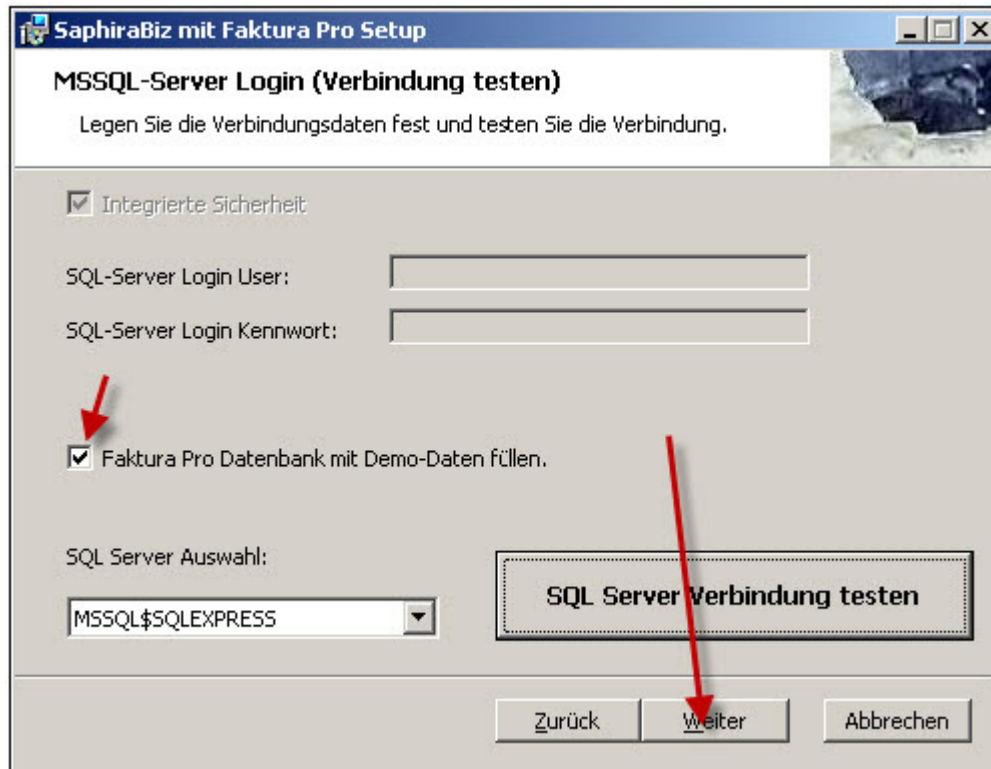 SaphiraBiz mit Faktura Pro Setup
MSSQL-Server Login (Verbindung testen)
Legen Sie die Verbindungsdaten fest und testen Sie die Verbindung.
Integrierte Sicherheit
SQL-Server Login User:
SQL-Server Login Kennwort:
Faktura Pro Datenbank mit Demo-Daten füllen.
SQL Server Auswahl:
MSSQL$SQLEXPRESS
SQL Server Verbindung testen
Zurück
Weiter
Abbrechen